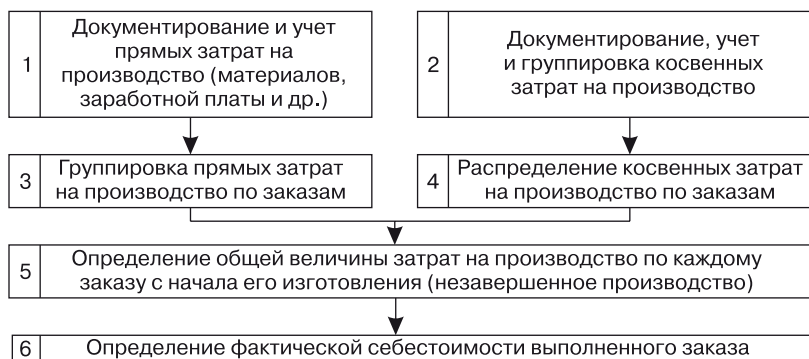 1
Документирование и учет
прямых затрат на
производство (материалов,
заработной платы и др.)
2
Документирование, учет
и группировка косвенных
затрат на производство
3
Группировка прямых затрат
на производство по заказам
4
Распределение косвенных затрат
на производство по заказам
5
Определение общей величины затрат на производство по каждому
заказу с начала его изготовления (незавершенное производство)
6
Определение фактической себестоимости выполненного заказа